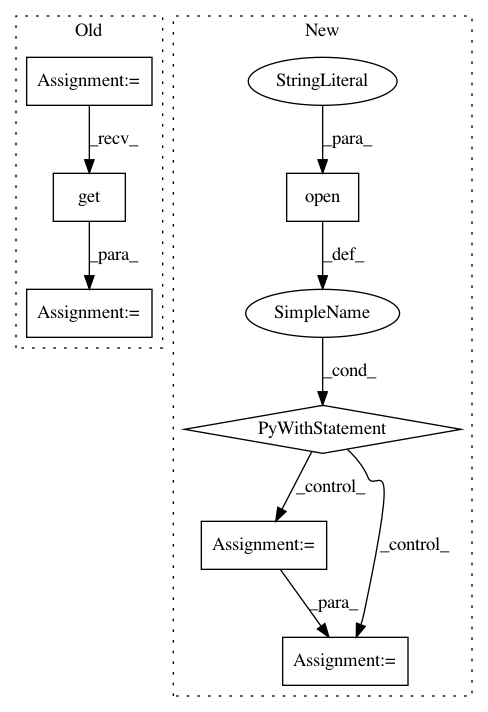 Old
Assignment:=
_recv_
get
_para_
Assignment:=
New
StringLiteral
_para_
open
_def_
SimpleName
_cond_
PyWithStatement
_control_
_control_
Assignment:=
_para_
Assignment:=